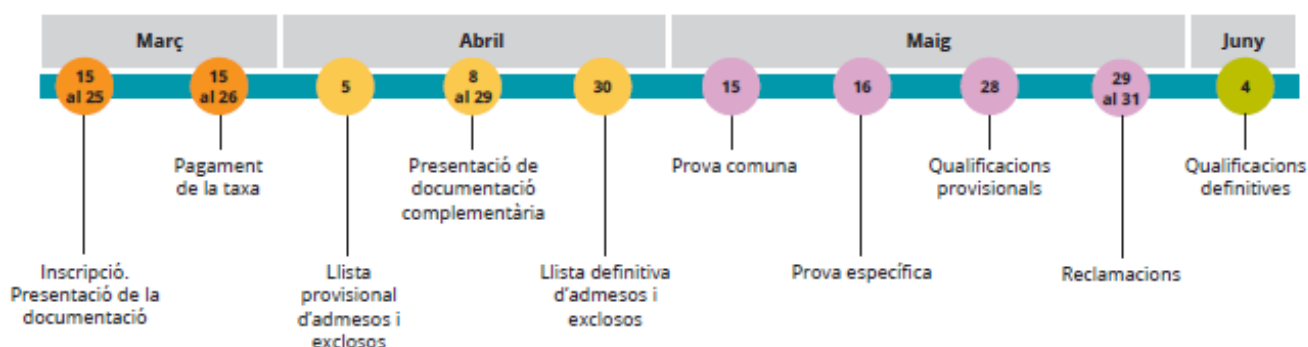 Març
Abril
Maig
Juny
15
al 25
15
al 26
5
8
al 29
30
15
16
28
29
al 31
4
Pagament
de la taxa
Presentació de
documentació
complementària
Prova comuna
Qualificacions
provisionals
Qualificacions
definitives
Inscripció.
Presentació de la
documentació
Llista
provisional
d'admesos i
exclosos
Llista definitiva
d'admesos i
exclosos
Prova específica
Reclamacions